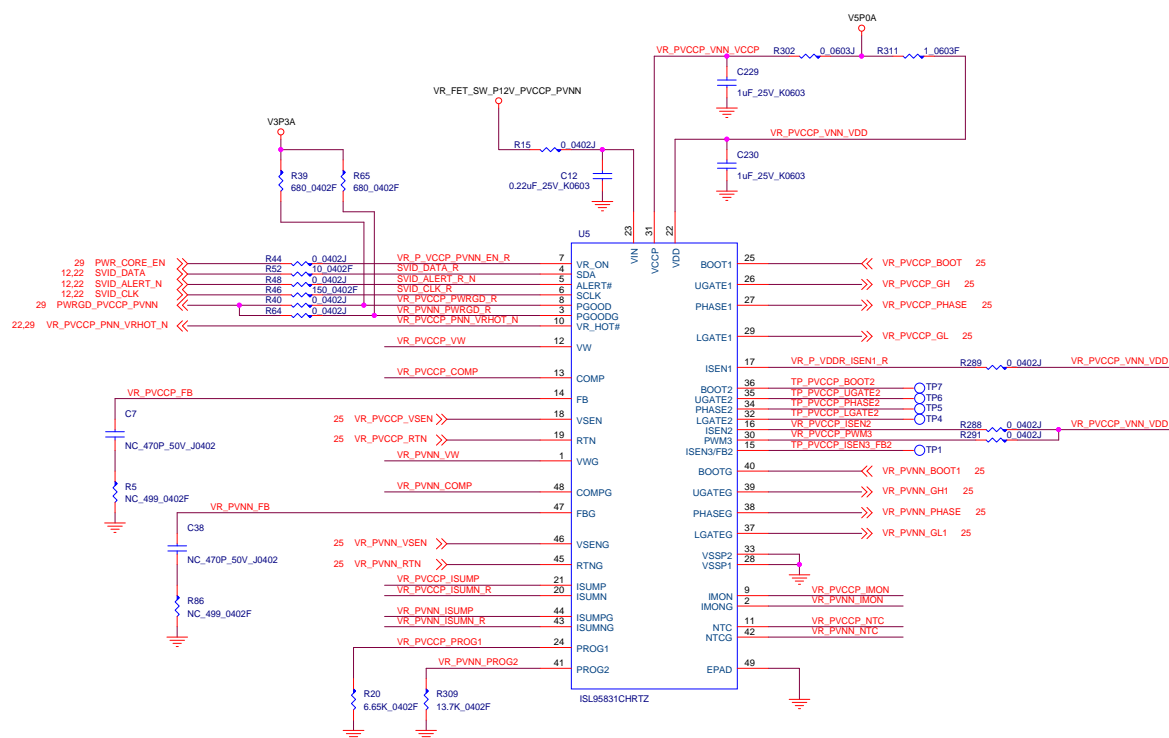 V5P0A
VR_PVCCP_VNN_VCCP
R302
0_0603J
R311
1_0603F
C229
1uF_25V_K0603
VR_FET_SW_P12V_PVCCP_PVNN
V3P3A
VR_PVCCP_VNN_VDD
R15
0_0402J
C230
1uF_25V_K0603
R39
680_0402F
R65
680_0402F
C12
0.22uF_25V_K0603
U5
23
31
22
VIN
VCCP
VDD
29 PWR_CORE_EN
R44
0_0402J
VR_P_VCCP_PVNN_EN_R
7
VR_ON
12,22 SVID_DATA
R52
10_0402F
SVID_DATA_R
4
SDA
12,22 SVID_ALERT_N
R48
0_0402J
SVID_ALERT_R_N
5
ALERT#
12,22 SVID_CLK
R46
150_0402F
SVID_CLK_R
6
SCLK
29 PWRGD_PVCCP_PVNN
R40
0_0402J
VR_PVCCP_PWRGD_R
8
PGOOD
R64
0_0402J
VR_PVNN_PWRGD_R
3
PGOODG
22,29 VR_PVCCP_PNN_VRHOT_N
10
VR_HOT#
VR_PVCCP_VW
12
VW
VR_PVCCP_COMP
13
COMP
VR_PVCCP_FB
14
FB
C7
NC_470P_50V_J0402
R5
NC_499_0402F
25 VR_PVCCP_VSEN
18
VSEN
25 VR_PVCCP_RTN
19
RTN
VR_PVNN_VW
1
VWG
VR_PVNN_COMP
48
COMPG
VR_PVNN_FB
47
FBG
C38
NC_470P_50V_J0402
R86
NC_499_0402F
25 VR_PVNN_VSEN
46
VSENG
25 VR_PVNN_RTN
45
RTNG
VR_PVCCP_ISUMP
21
ISUMP
VR_PVCCP_ISUMN_R
20
ISUMN
VR_PVNN_ISUMP
44
ISUMPG
VR_PVNN_ISUMN_R
43
ISUMNG
VR_PVCCP_PROG1
24
PROG1
VR_PVNN_PROG2
41
PROG2
R20
6.65K_0402F
R309
13.7K_0402F
ISL95831CHRTZ
BOOT1
25
VR_PVCCP_BOOT 25
UGATE1
26
VR_PVCCP_GH 25
PHASE1
27
VR_PVCCP_PHASE 25
LGATE1
29
VR_PVCCP_GL 25
ISEN1
17
VR_P_VDDR_ISEN1_R
R289
0_0402J
VR_PVCCP_VNN_VDD
BOOT2
36
TP_PVCCP_BOOT2
TP7
UGATE2
35
TP_PVCCP_UGATE2
TP6
PHASE2
34
TP_PVCCP_PHASE2
TP5
LGATE2
32
TP_PVCCP_LGATE2
TP4
ISEN2
16
VR_PVCCP_ISEN2
R288
0_0402J
VR_PVCCP_VNN_VDD
PWM3
30
VR_PVCCP_PWM3
R291
0_0402J
ISEN3/FB2
15
TP_PVCCP_ISEN3_FB2
TP1
BOOTG
40
VR_PVNN_BOOT1 25
UGATEG
39
VR_PVNN_GH1 25
PHASEG
38
VR_PVNN_PHASE 25
LGATEG
37
VR_PVNN_GL1 25
VSSP2
33
VSSP1
28
IMON
9
VR_PVCCP_IMON
IMONG
2
VR_PVNN_IMON
NTC
11
VR_PVCCP_NTC
NTCG
42
VR_PVNN_NTC
EPAD
49